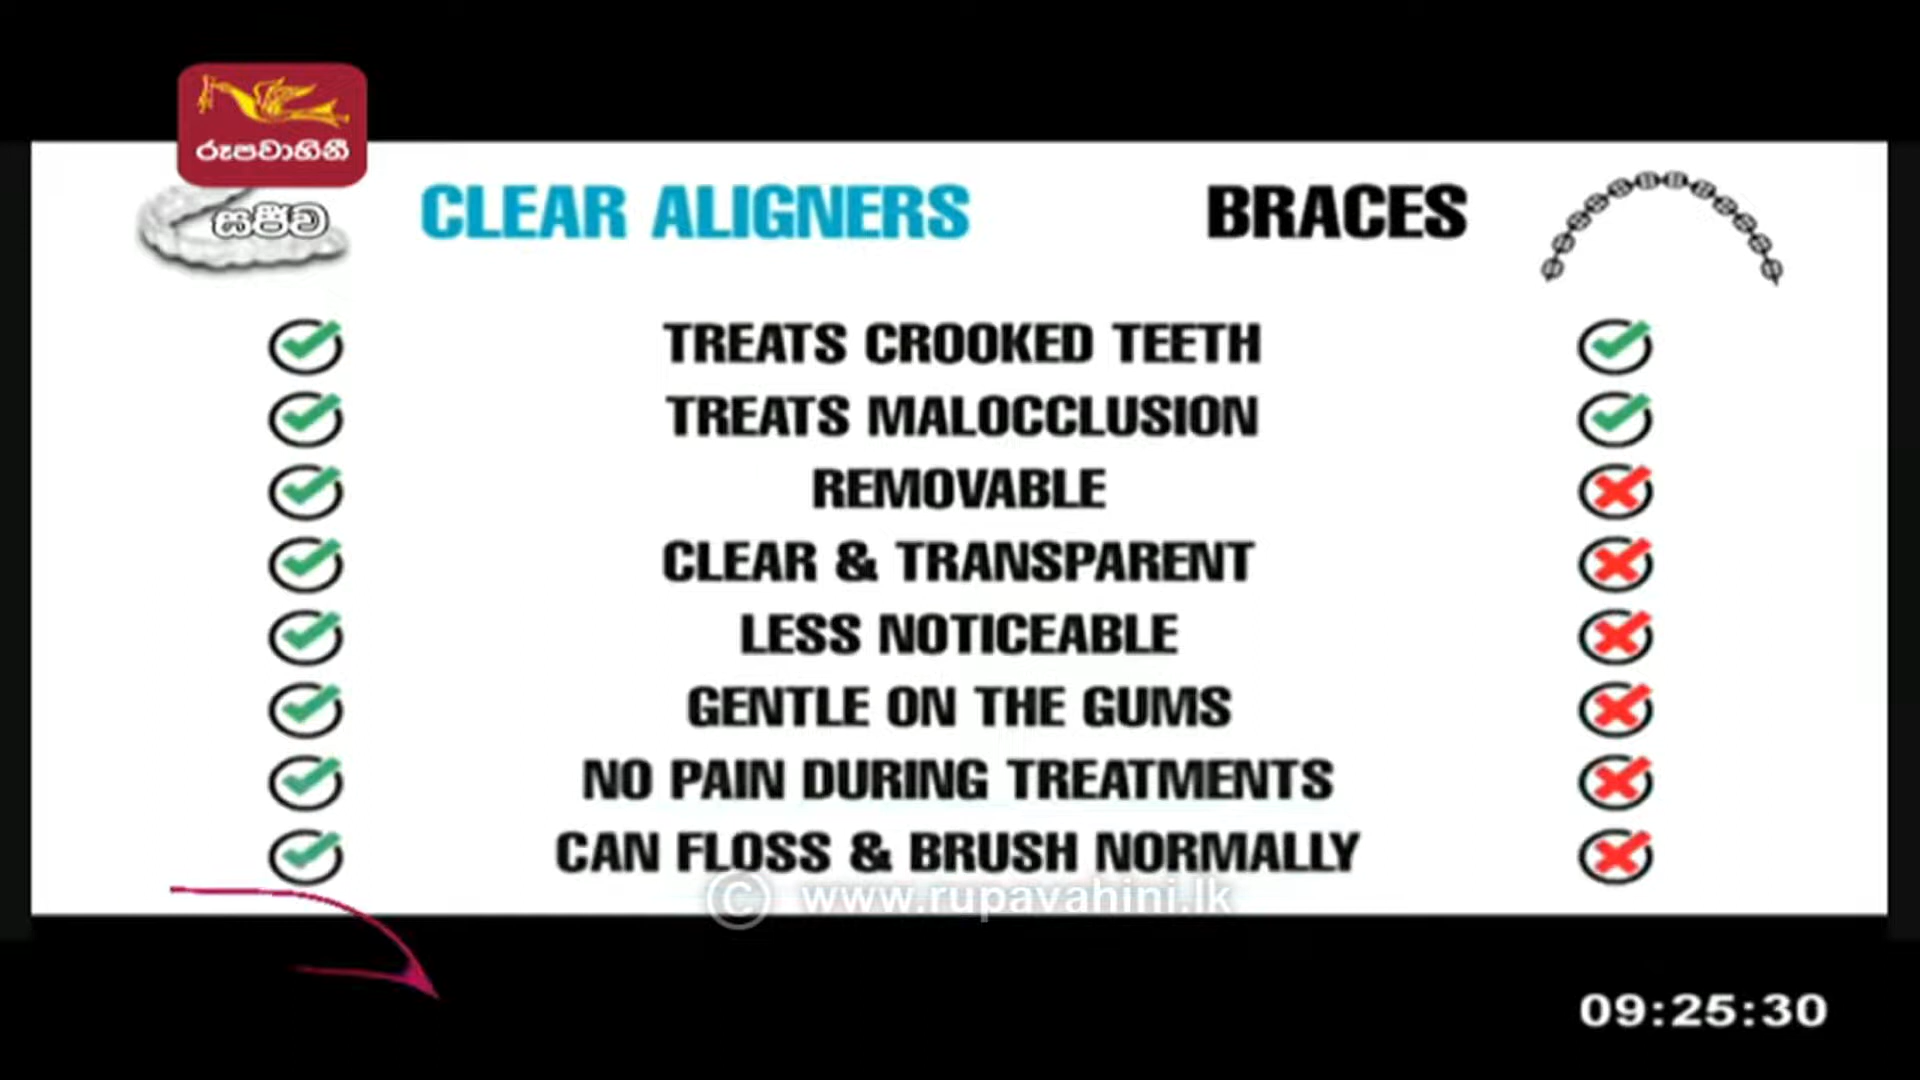 රූපවාහිනී
සජීව
CLEAR ALIGNERS
BRACES
TREATS CROOKED TEETH
TREATS MALOCCLUSION
REMOVABLE
CLEAR & TRANSPARENT
LESS NOTICEABLE
GENTLE ON THE GUMS
NO PAIN DURING TREATMENTS
CAN FLOSS & BRUSH NORMALLY
© www.rupavahini.lk
09:25:30